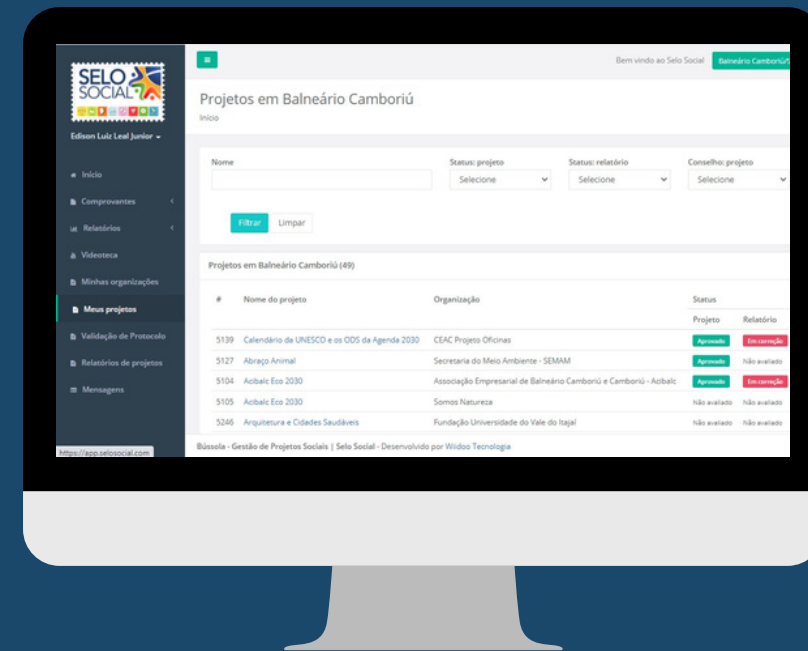 SELO
SOCIAL
Edison Luiz Leal Junior
Início
Comprovantes
Relatórios
Videoteca
Minhas organizações
Meus projetos
Validação de Protocolo
Relatórios de projetos
Mensagens
https://app.selosocial.com
Bem vindo ao Selo Social
Balneário Camboriú/
Projetos em Balneário Camboriú
Início
Nome Status: projeto Status: relatório Conselho: projeto
Selecione Selecione Selecione
Filtrar Limpar
Projetos em Balneário Camboriú (49)
# Nome do projeto Organização Status
Projeto Relatório
5139 Calendário da UNESCO e os ODS da Agenda 2030 CEAC Projeto Oficinas Aprovado Em correção
5127 Abraço Animal Secretaria do Meio Ambiente - SEMAM Aprovado Não avaliado
5104 Acibalc Eco 2030 Associação Empresarial de Balneário Camboriú e Camboriú - Acibalc Aprovado Em correção
5105 Acibalc Eco 2030 Somos Natureza Não avaliado Não avaliado
5246 Arquitetura e Cidades Saudáveis Fundação Universidade do Vale do Itajaí Não avaliado Não avaliado
Bússola - Gestão de Projetos Sociais | Selo Social - Desenvolvido por Wiidoo Tecnologia